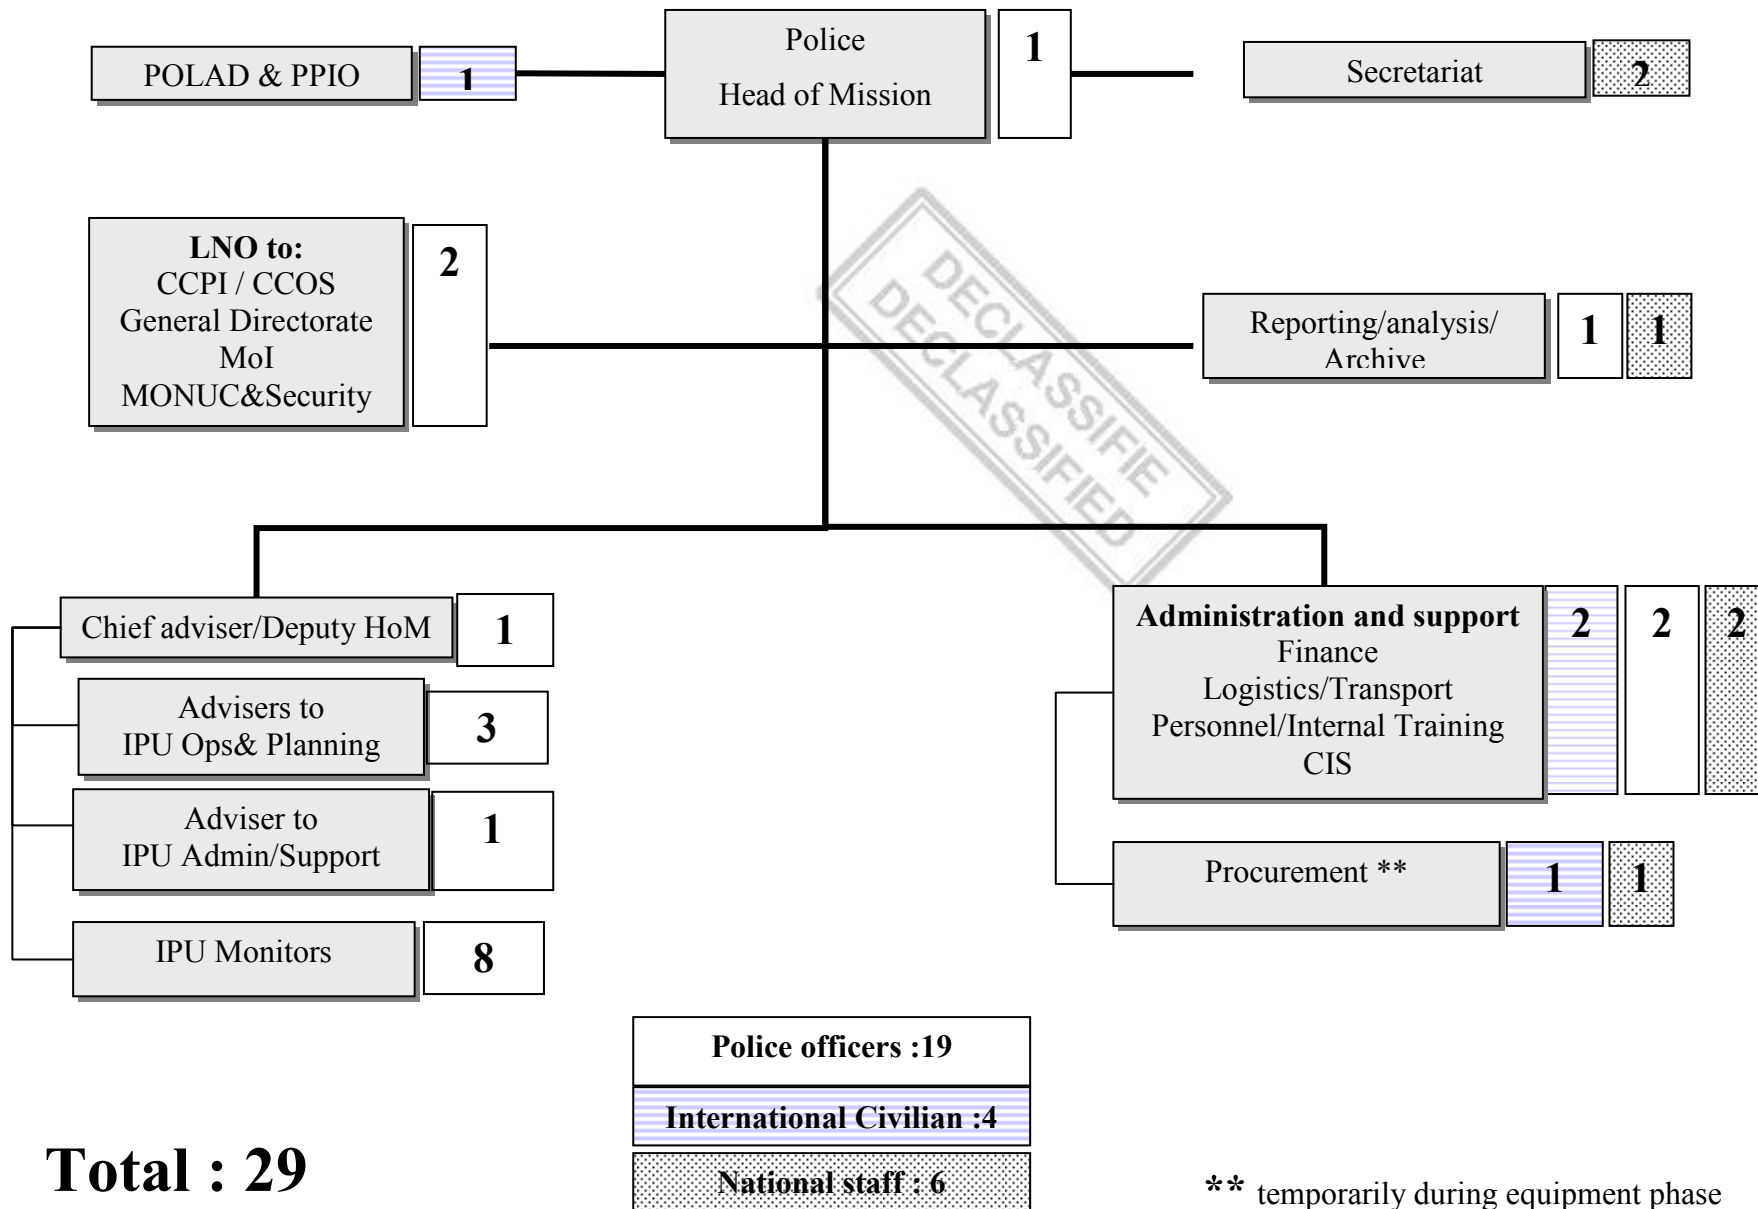 POLAD & PPIO
1
Police
Head of Mission
1
Secretariat
2
LNO to:
CCPI / CCOS
General Directorate
MoI
MONUC&Security
2
DECLASSIFIE
DECLASSIFIED
Reporting/analysis/
Archive
1
1
Chief adviser/Deputy HoM
1
Advisers to
IPU Ops& Planning
3
Adviser to
IPU Admin/Support
1
IPU Monitors
8
Administration and support
Finance
Logistics/Transport
Personnel/Internal Training
CIS
2
2
2
Procurement **
1
1
Police officers :19
International Civilian :4
National staff : 6
Total : 29
** temporarily during equipment phase